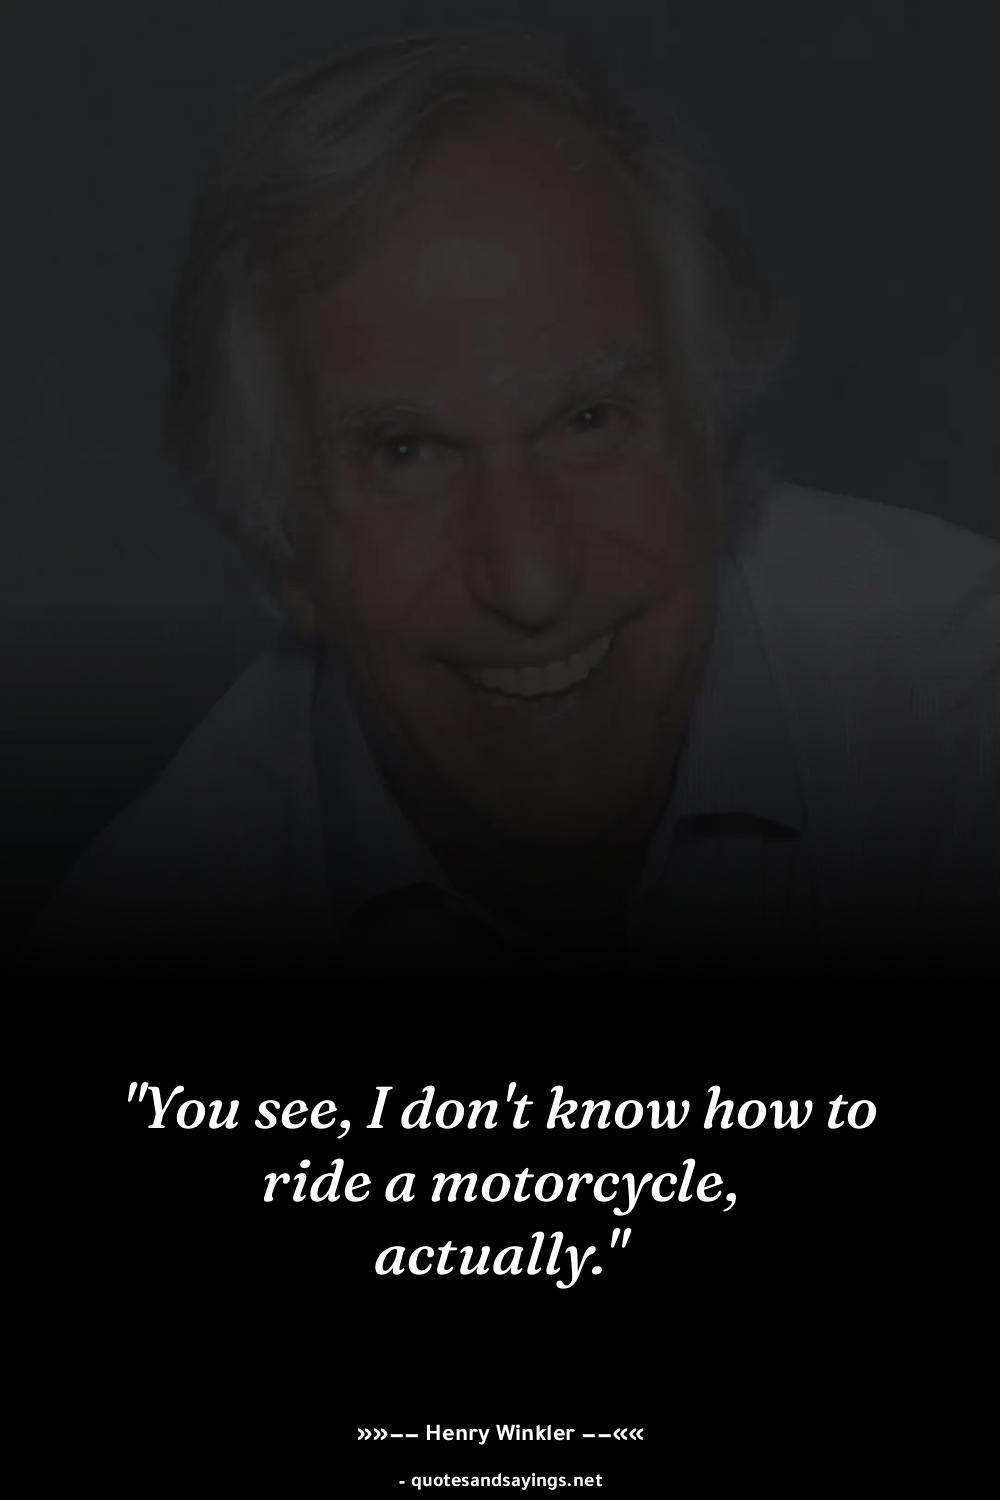 "You see, I don't know how to
ride a motorcycle,
actually."
»»–– Henry Winkler ––««
- quotesandsayings.net